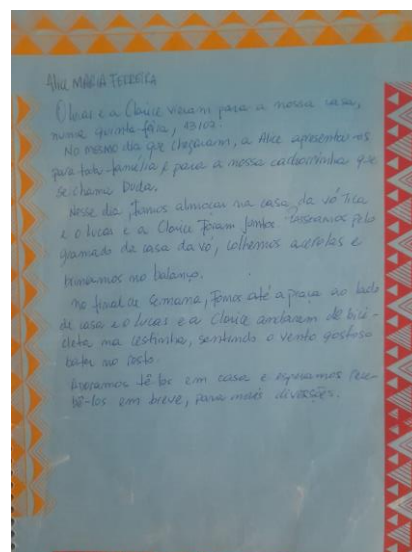 Alice MARIA FERREIRA
O Lucas e a Clarice vieram para a nossa casa,
numa quinta-feira, 13/07.
No mesmo dia que chegaram, a Alice apresentou-os
para toda família e para a nossa cachorrinha que
se chama Duda.
Nesse dia, fomos almoçar na casa da vó Tica
e o Lucas e a Clarice foram juntos. Passeamos pelo
gramado da casa da vó, colhemos acerolas e
brincamos no balanço.
No final de semana, fomos até a praça ao lado
de casa e o Lucas e a Clarice andaram de bici-
cleta na cestinha, sentindo o vento gostoso
bater no rosto.
Adoramos tê-los em casa e esperamos rece-
bê-los em breve, para mais diversões.